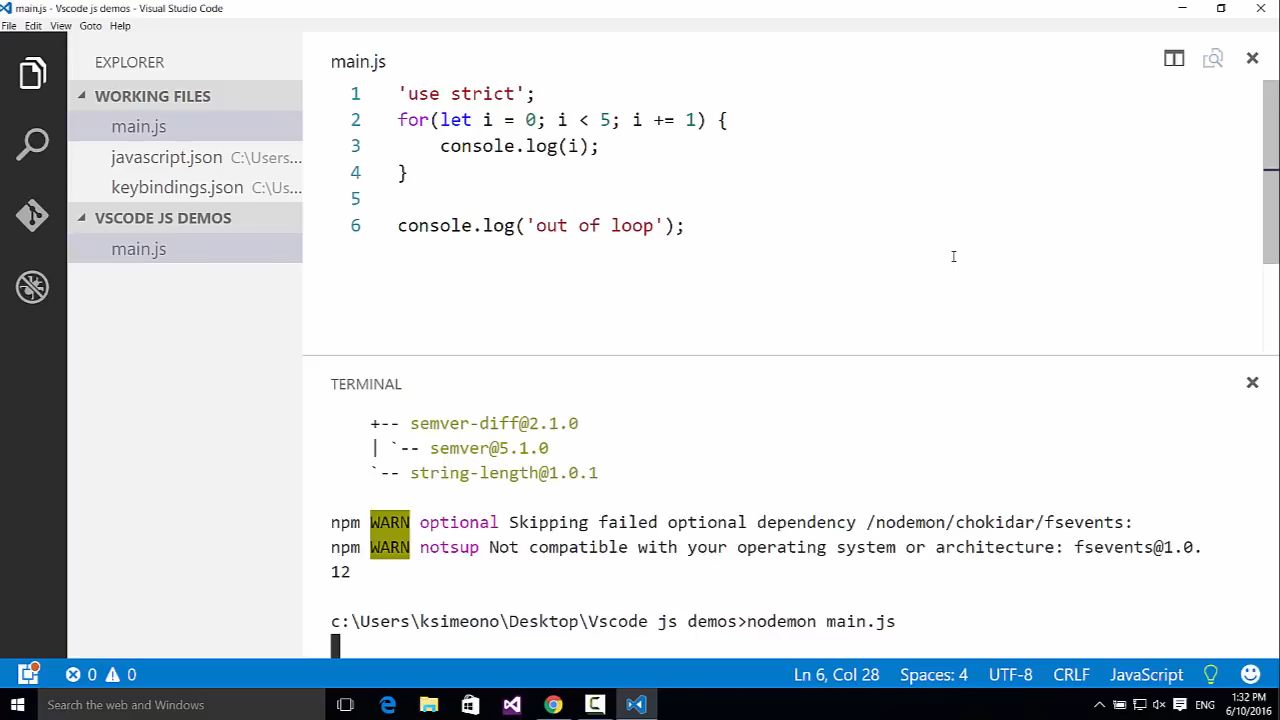 main.js - Vscode js demos - Visual Studio Code
File Edit View Goto Help
EXPLORER
WORKING FILES
main.js
javascript.json C:\Users...
keybindings.json C:\Us...
VSCODE JS DEMOS
main.js
main.js
1 'use strict';
2 for(let i = 0; i < 5; i += 1) {
3 console.log(i);
4 }
5
6 console.log('out of loop');
TERMINAL
+-- semver-diff@2.1.0
| `-- semver@5.1.0
`-- string-length@1.0.1
npm WARN optional Skipping failed optional dependency /nodemon/chokidar/fsevents:
npm WARN notsup Not compatible with your operating system or architecture: fsevents@1.0.
12
c:\Users\ksimeono\Desktop\Vscode js demos>nodemon main.js
0 0 Ln 6, Col 28 Spaces: 4 UTF-8 CRLF JavaScript
Search the web and Windows
ENG
1:32 PM
6/10/2016